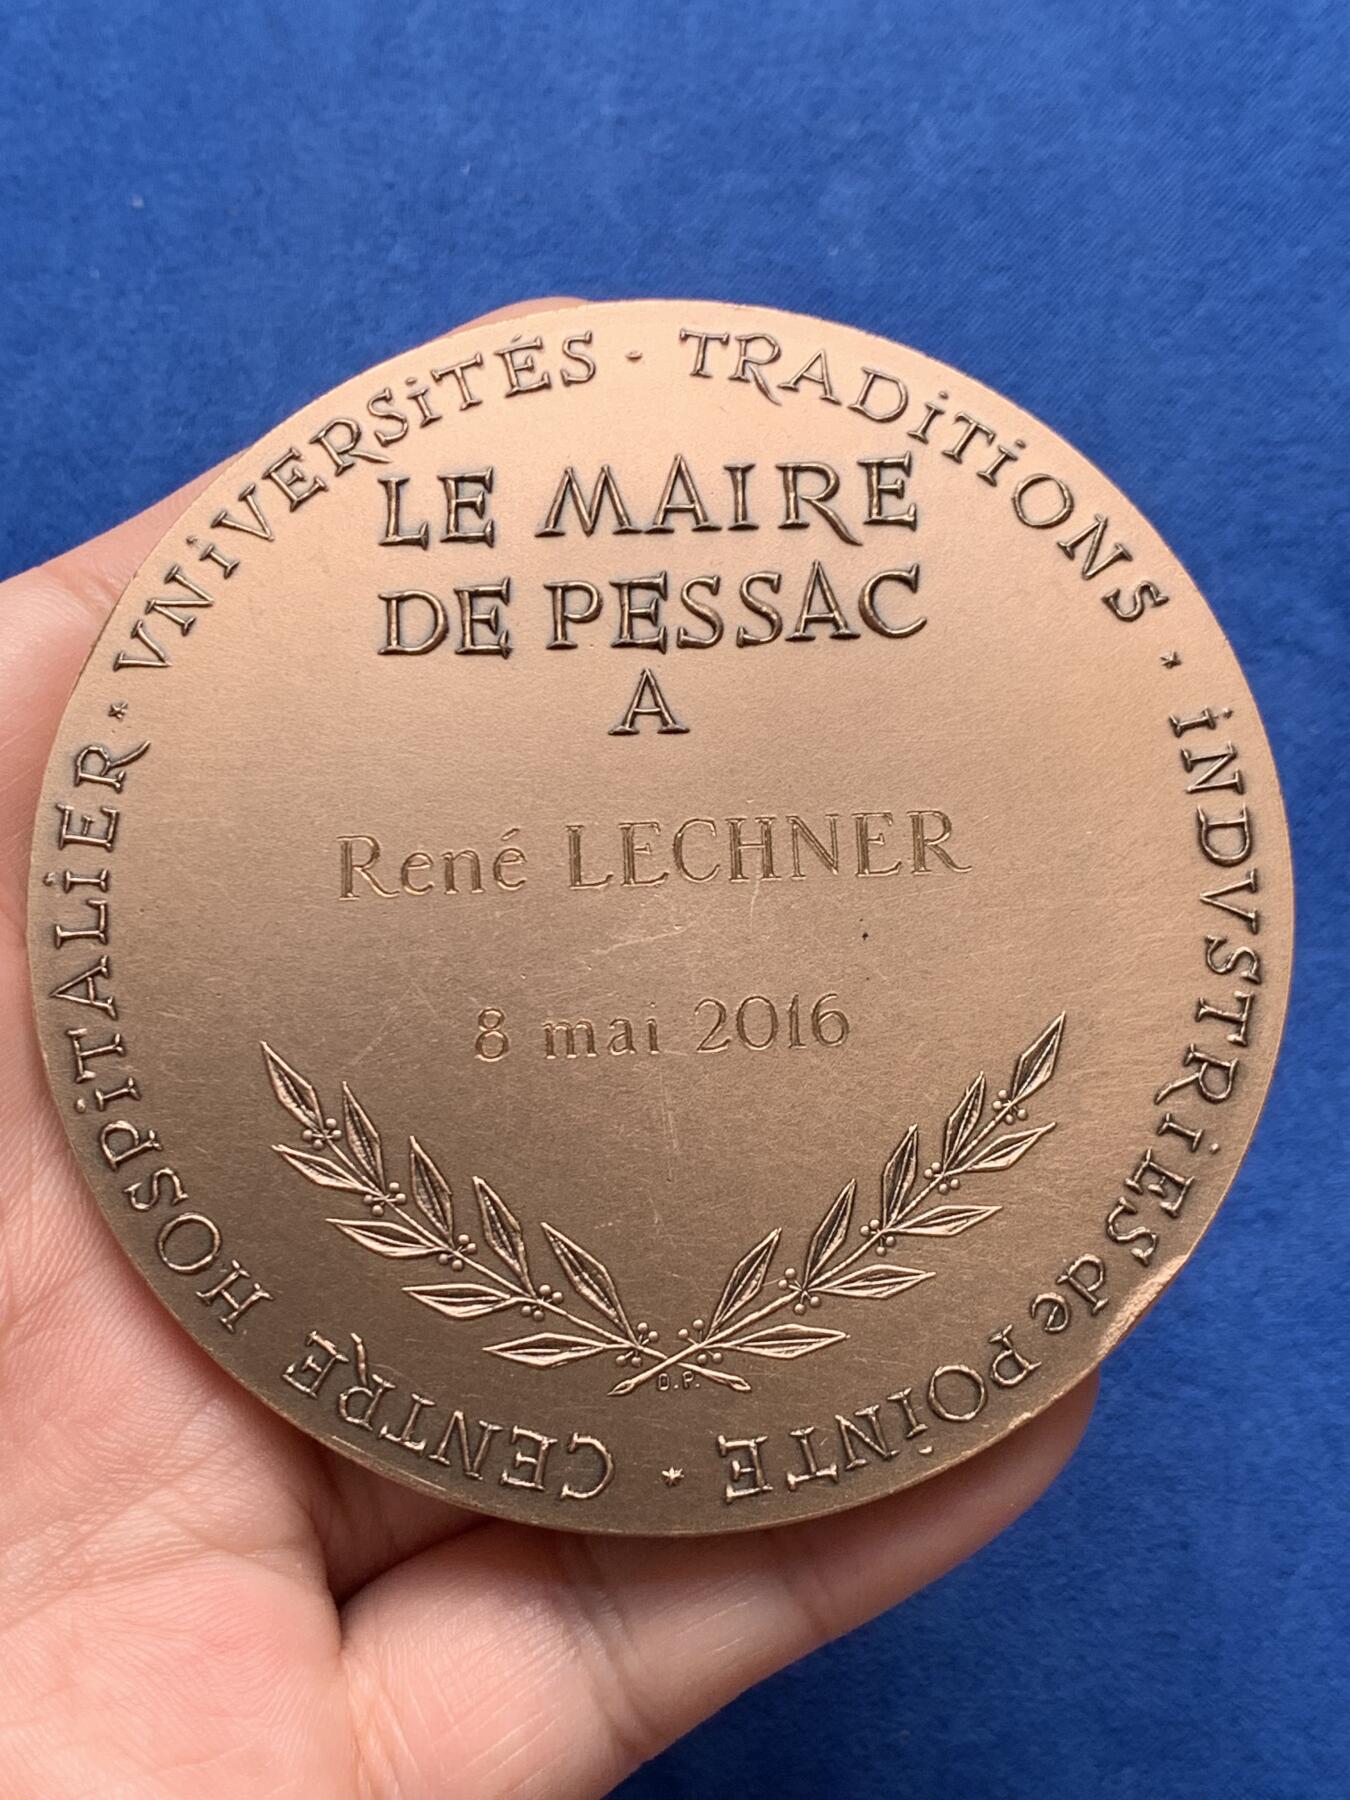 VNiVERSiTÉS · TRADiTiONS · iNDVSTRiES de POiNTE · CENTRE HOSPiTALiER ·
LE MAIRE
DE PESSAC
A
René LECHNER
8 mai 2016
D.P.